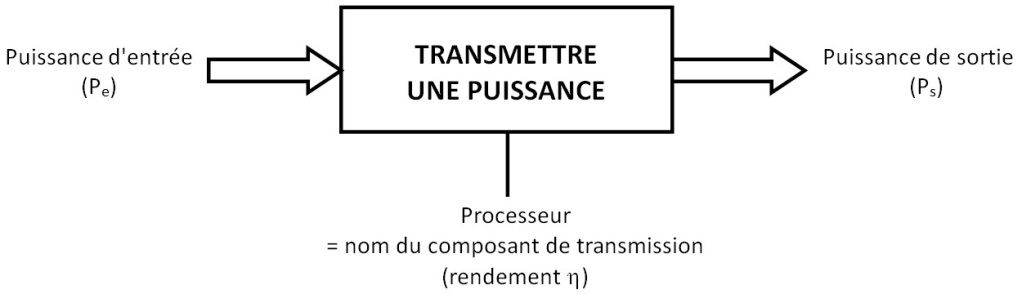 Puissance d'entrée
(Pe)
TRANSMETTRE
UNE PUISSANCE
Puissance de sortie
(Ps)
Processeur
= nom du composant de transmission
(rendement η)